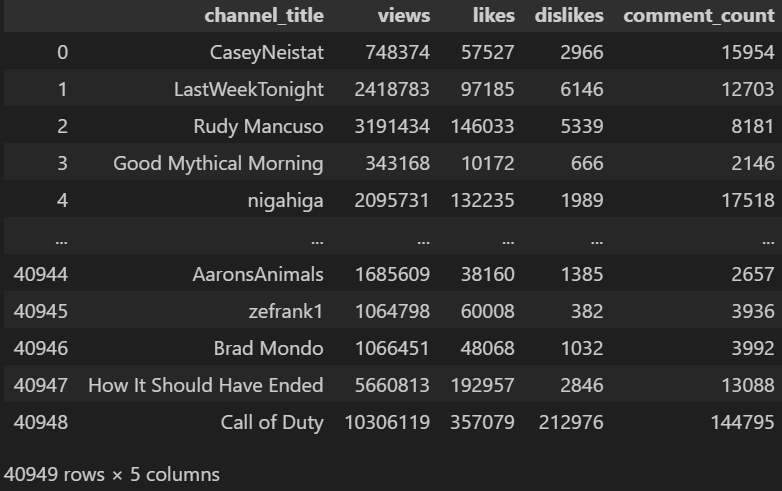 channel_title views likes dislikes comment_count
0 CaseyNeistat 748374 57527 2966 15954
1 LastWeekTonight 2418783 97185 6146 12703
2 Rudy Mancuso 3191434 146033 5339 8181
3 Good Mythical Morning 343168 10172 666 2146
4 nigahiga 2095731 132235 1989 17518
... ... ... ... ... ...
40944 AaronsAnimals 1685609 38160 1385 2657
40945 zefrank1 1064798 60008 382 3936
40946 Brad Mondo 1066451 48068 1032 3992
40947 How It Should Have Ended 5660813 192957 2846 13088
40948 Call of Duty 10306119 357079 212976 144795
40949 rows × 5 columns